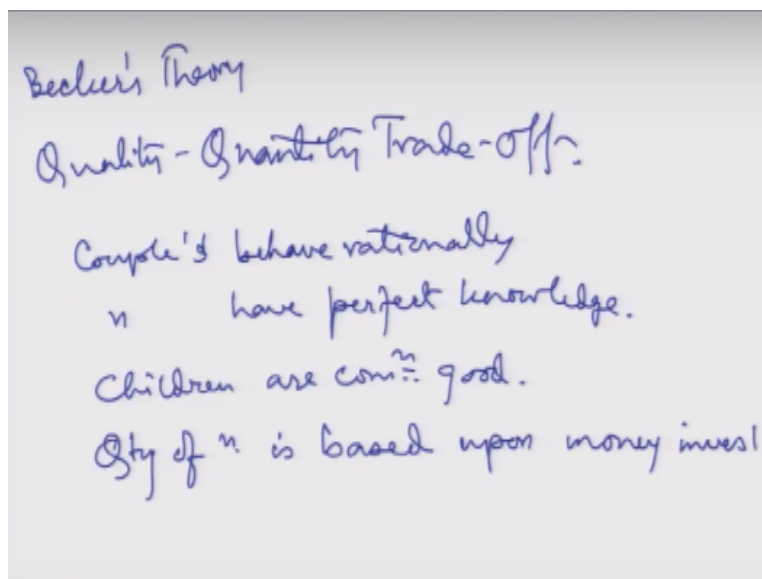 Becker's Theory
Quality-Quantity Trade-off:
Couple's behave rationally
" have perfect knowledge.
Children are comⁿ good.
Qty of " is based upon money invest